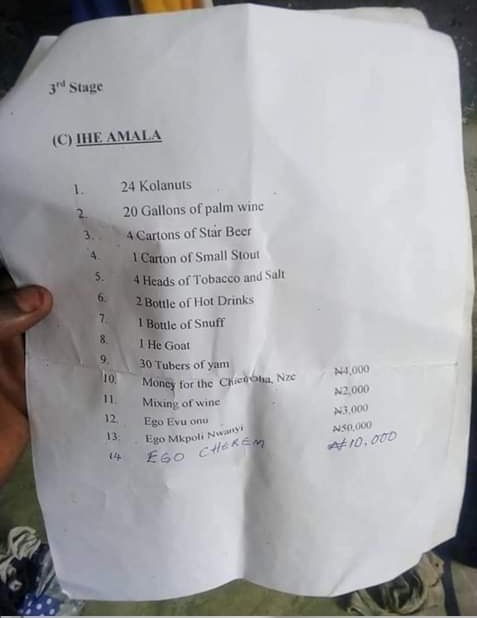 3rd Stage
(C) IHE AMALA
1. 24 Kolanuts
2. 20 Gallons of palm wine
3. 4 Cartons of Star Beer
4. 1 Carton of Small Stout
5. 4 Heads of Tobacco and Salt
6. 2 Bottle of Hot Drinks
7. 1 Bottle of Snuff
8. 1 He Goat
9. 30 Tubers of yam
10. Money for the Nze ₦4,000
11. Mixing of wine ₦2,000
12. Ego Evu onu ₦3,000
13. Ego Mkpoli Nwanyi ₦50,000
14 EGO CHEREM ₦10,000